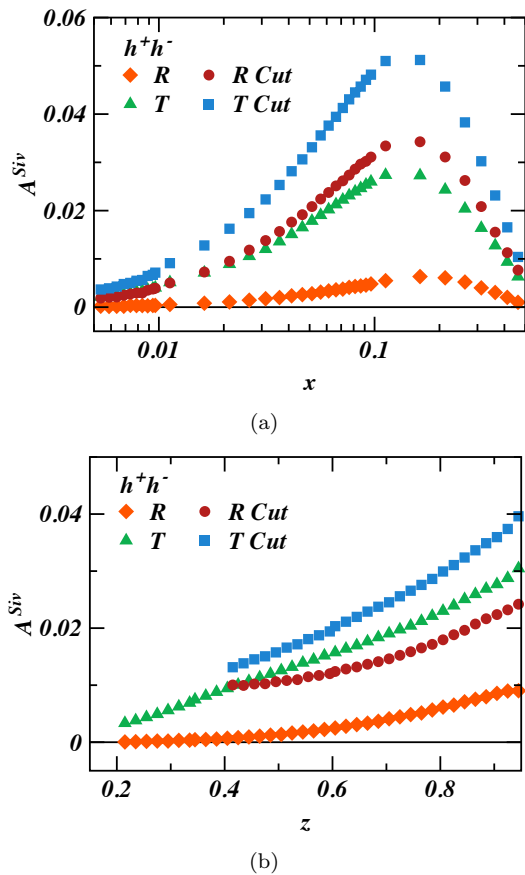 0.06
h⁺h⁻
R
R Cut
T
T Cut
0.04
A^Siv
0.02
0
0.01
0.1
x
(a)
h⁺h⁻
R
R Cut
T
T Cut
0.04
A^Siv
0.02
0
0.2
0.4
0.6
0.8
z
(b)